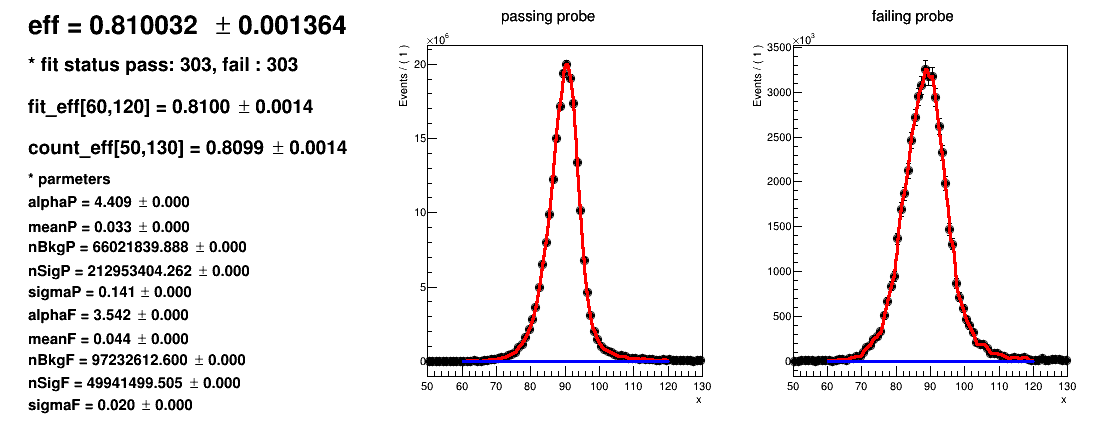 eff = 0.810032 ± 0.001364
* fit status pass: 303, fail : 303
fit_eff[60,120] = 0.8100 ± 0.0014
count_eff[50,130] = 0.8099 ± 0.0014
* parmeters
alphaP = 4.409 ± 0.000
meanP = 0.033 ± 0.000
nBkgP = 66021839.888 ± 0.000
nSigP = 212953404.262 ± 0.000
sigmaP = 0.141 ± 0.000
alphaF = 3.542 ± 0.000
meanF = 0.044 ± 0.000
nBkgF = 97232612.600 ± 0.000
nSigF = 49941499.505 ± 0.000
sigmaF = 0.020 ± 0.000
passing probe
×10⁶
Events / ( 1 )
20
15
10
5
0
50 60 70 80 90 100 110 120 130
x
failing probe
×10³
Events / ( 1 )
3500
3000
2500
2000
1500
1000
500
0
50 60 70 80 90 100 110 120 130
x